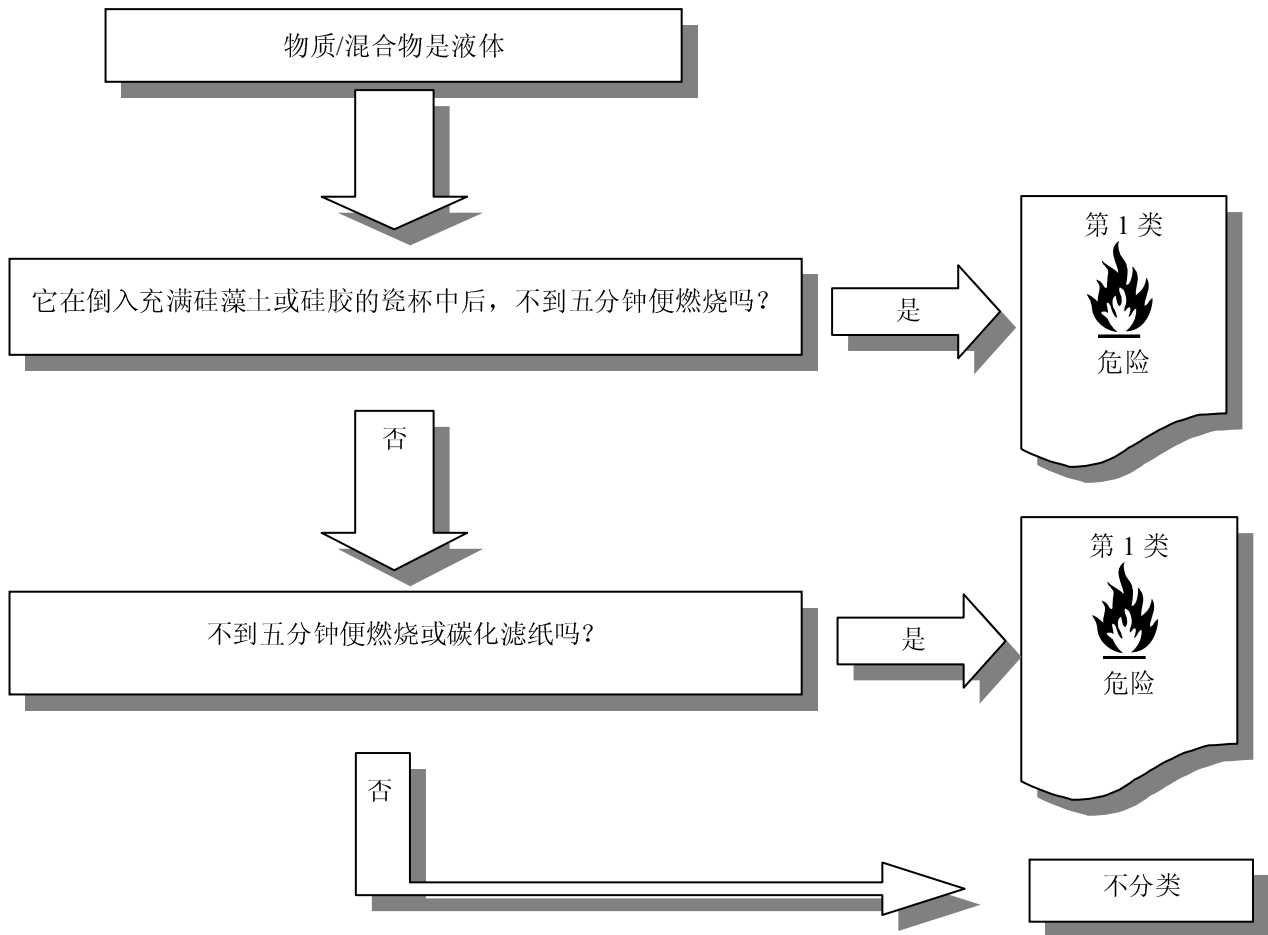 物质/混合物是液体
它在倒入充满硅藻土或硅胶的瓷杯中后，不到五分钟便燃烧吗？
是
第 1 类
危险
否
不到五分钟便燃烧或碳化滤纸吗？
是
第 1 类
危险
否
不分类